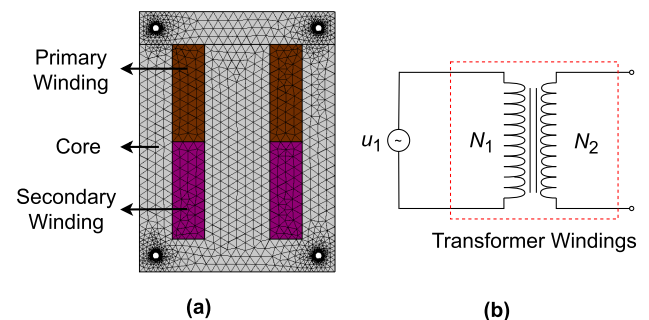 Primary
Winding
Core
Secondary
Winding
(a)
u1
~
N1
N2
Transformer Windings
(b)